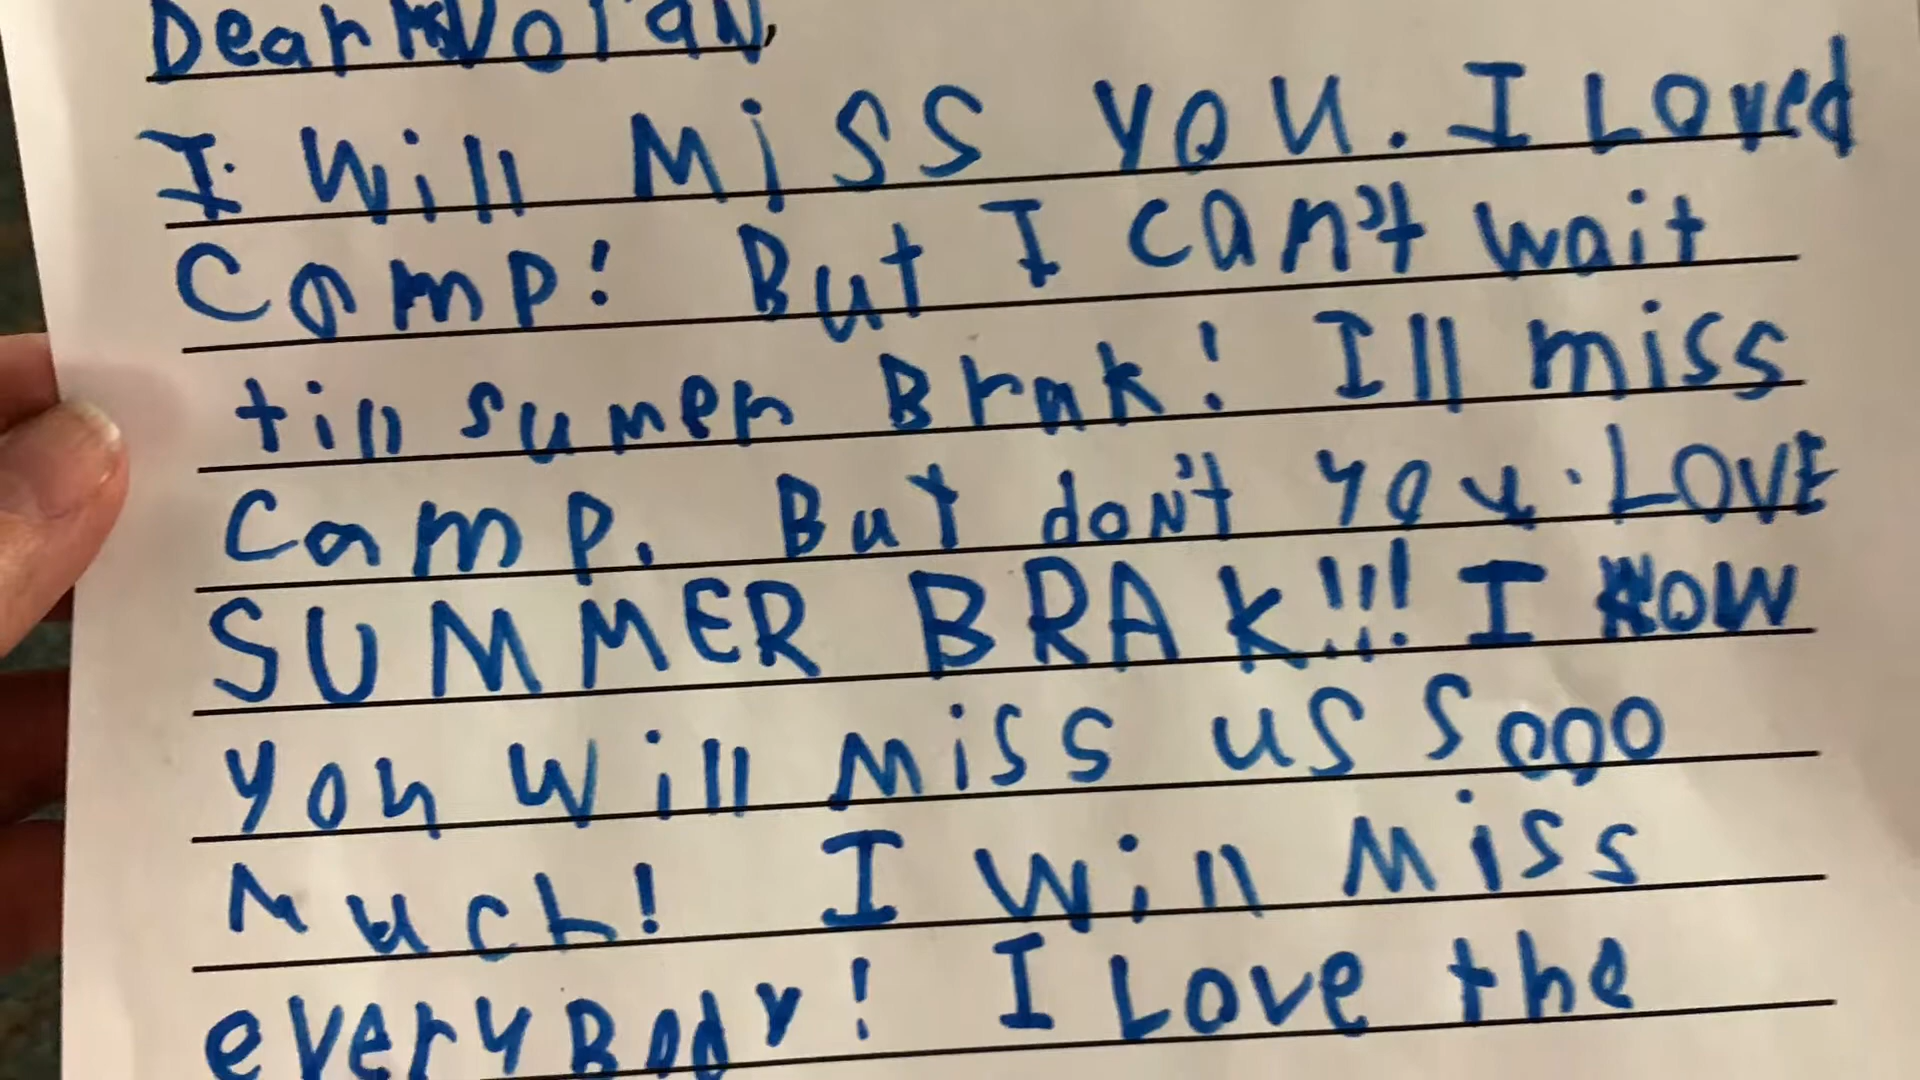 Dear Nolan,
I Will Miss you. I Loved
Camp! But I can't wait
till sumer Brak! Ill miss
Camp. But don't you. LOVE
SUMMER BRAK!!! I NOW
you will miss us Sooo
Much! I Will Miss
everyBody! I Love the